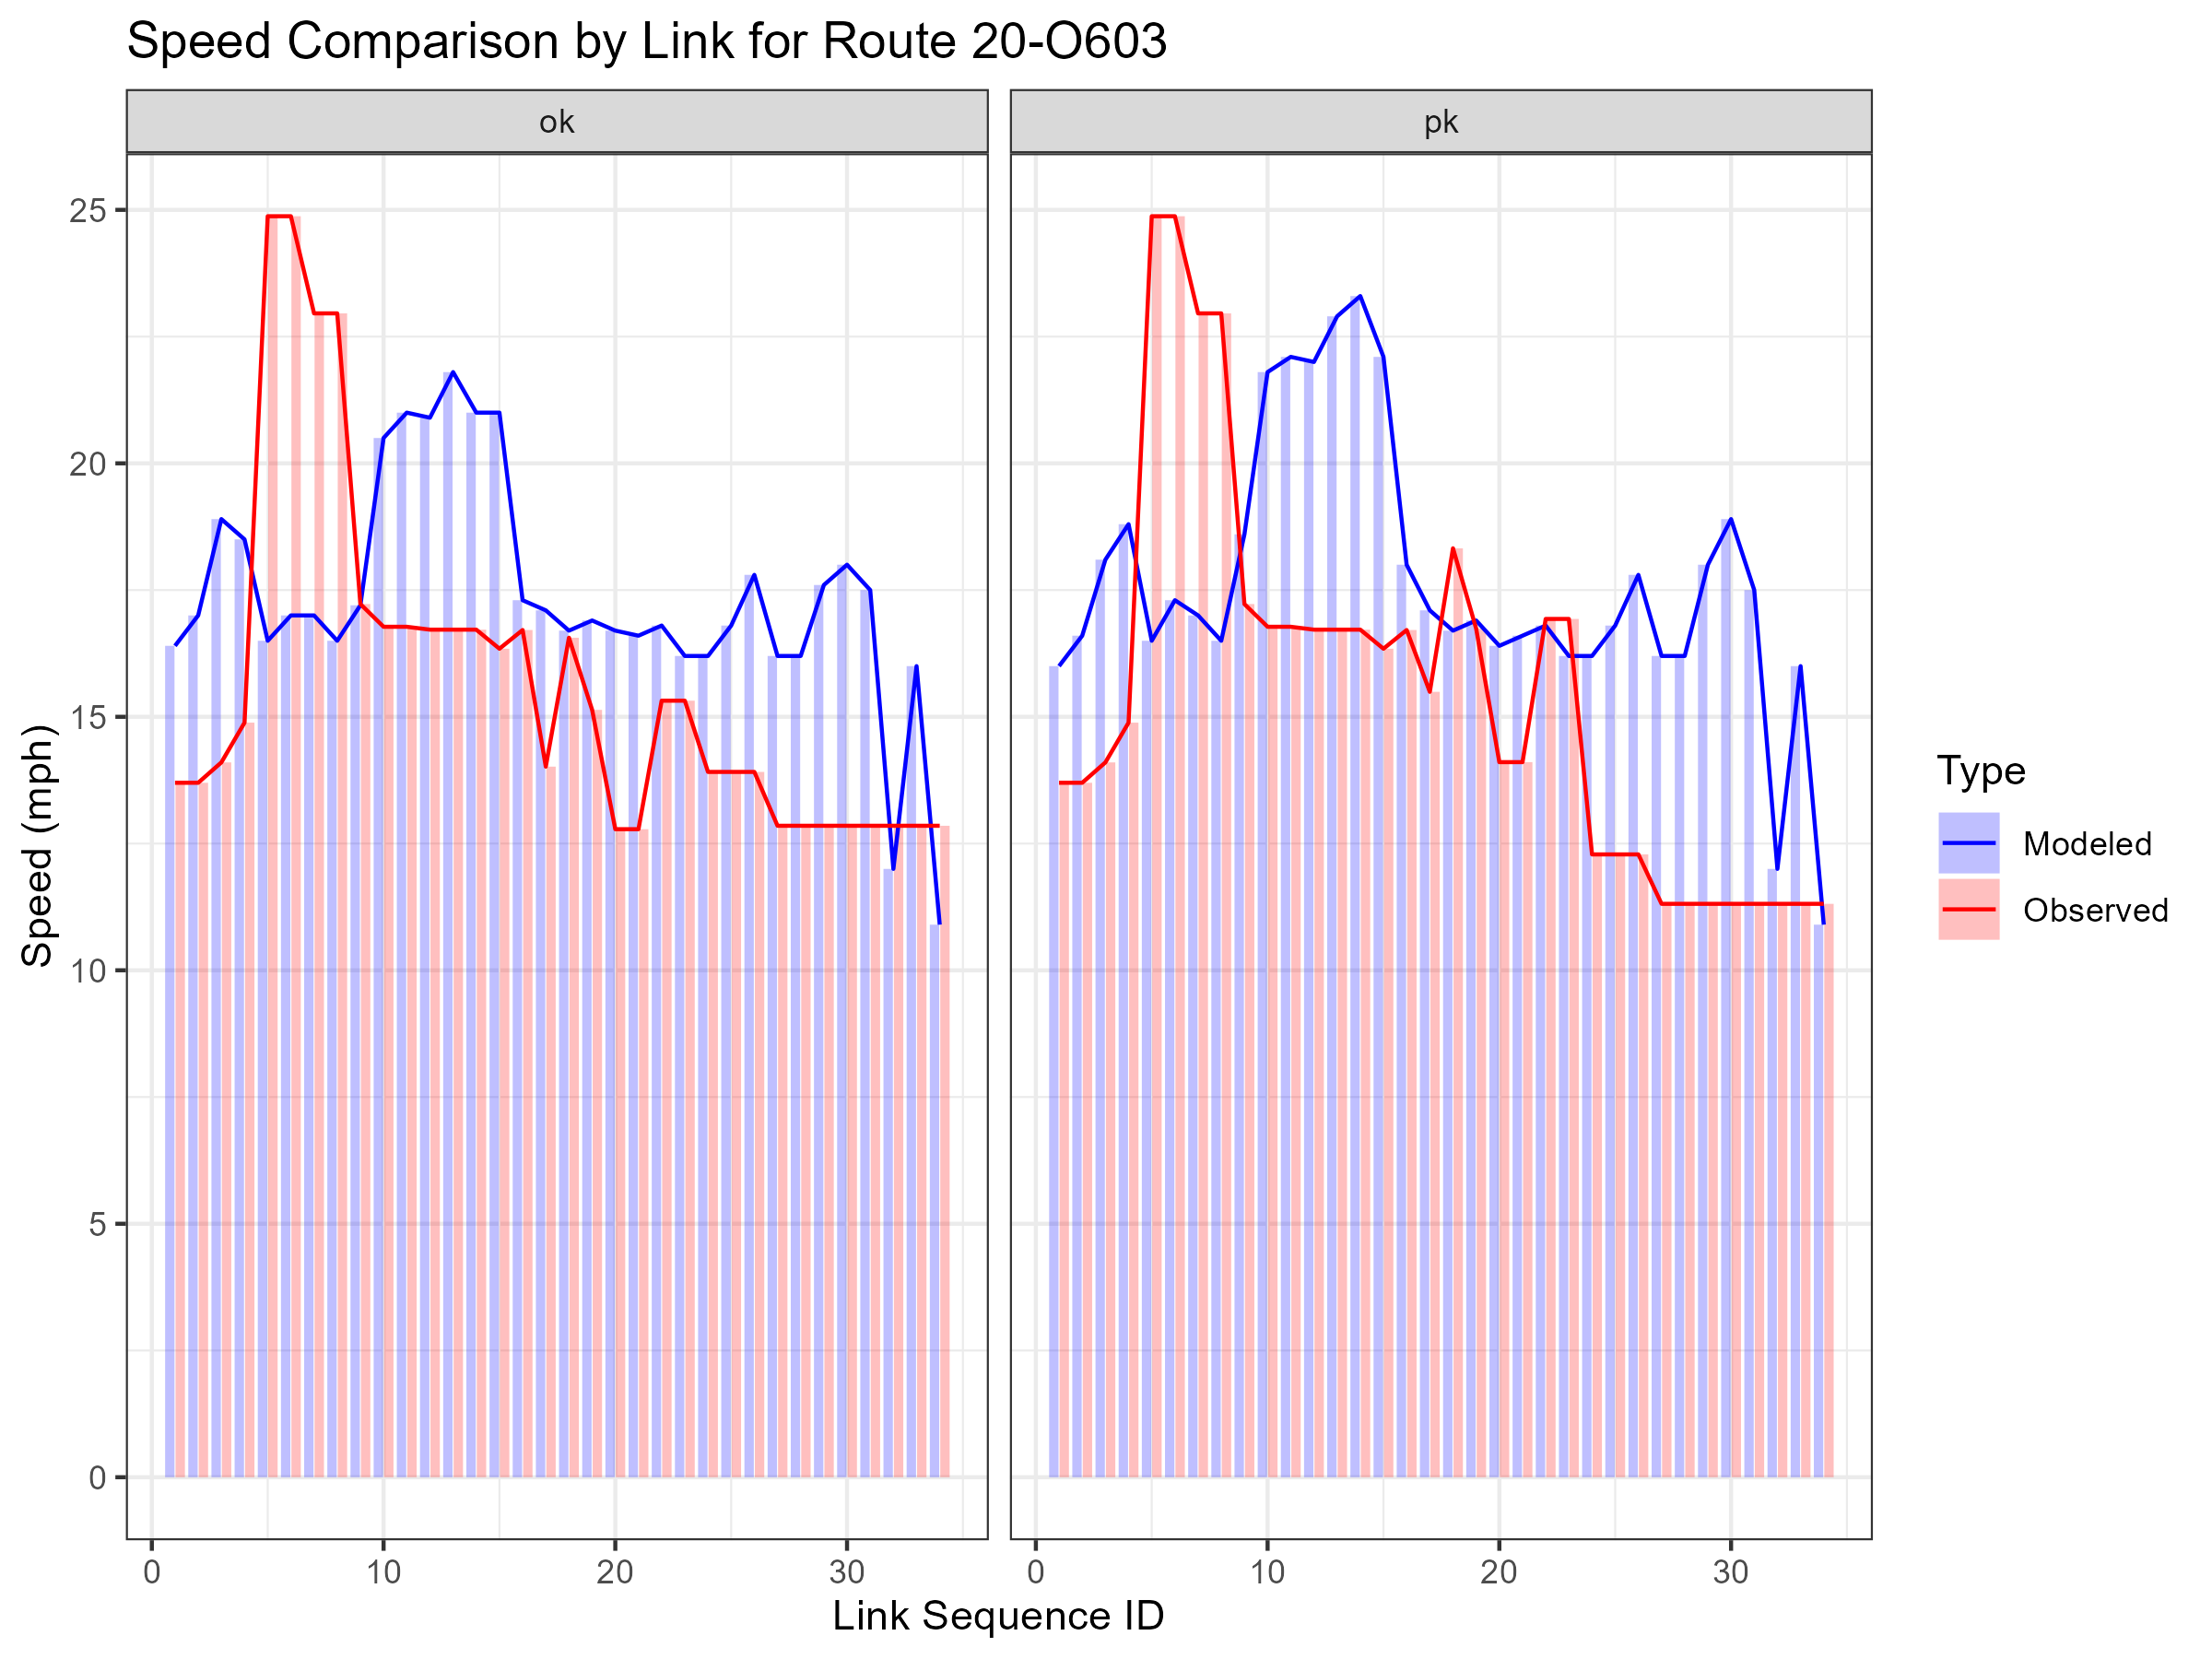 Speed Comparison by Link for Route 20-O603
ok
pk
25
20
15
10
5
0
Speed (mph)
0 10 20 30
0 10 20 30
Link Sequence ID
Type
Modeled
Observed